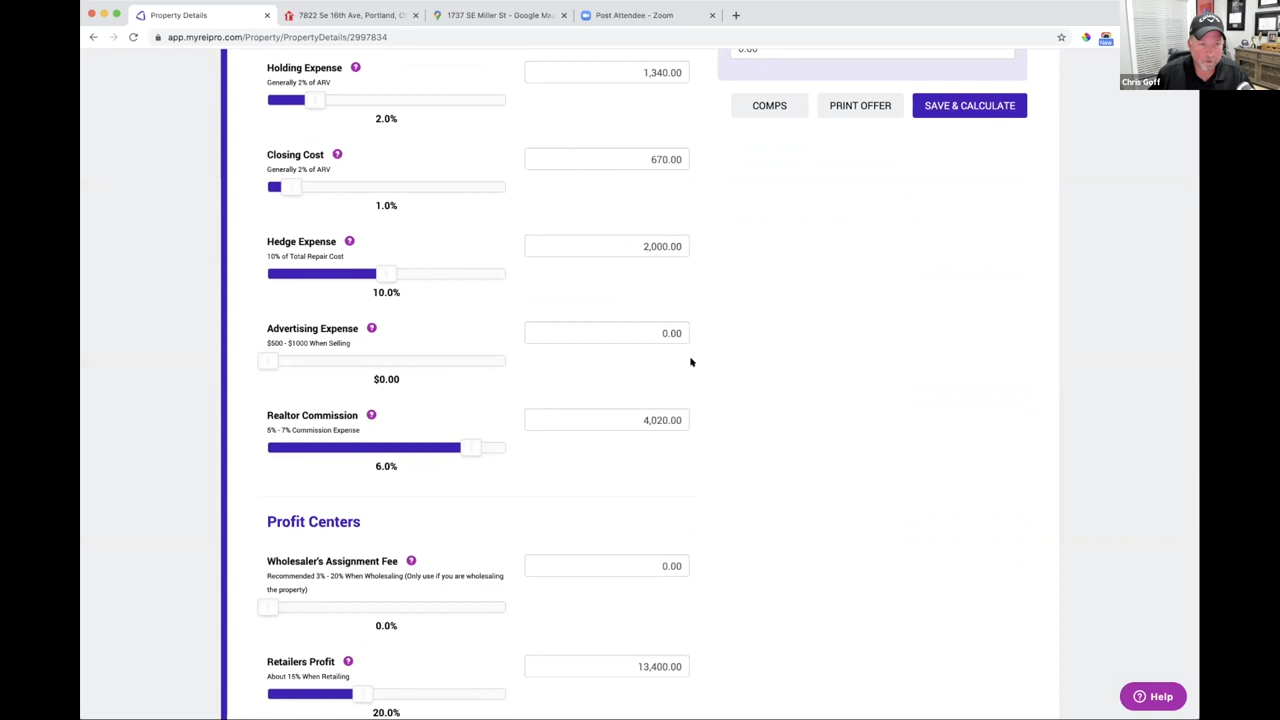 Property Details
7822 Se 16th Ave, Portland, O
1737 SE Miller St - Google Ma
Post Attendee - Zoom
app.myreipro.com/Property/PropertyDetails/2997834
New
Chris Goff
Holding Expense ?
1,340.00
Generally 2% of ARV
2.0%
0.00
COMPS
PRINT OFFER
SAVE & CALCULATE
Closing Cost ?
670.00
Generally 2% of ARV
1.0%
Hedge Expense ?
2,000.00
10% of Total Repair Cost
10.0%
Advertising Expense ?
0.00
$500 - $1000 When Selling
$0.00
Realtor Commission ?
4,020.00
5% - 7% Commission Expense
6.0%
Profit Centers
Wholesaler's Assignment Fee ?
0.00
Recommended 3% - 20% When Wholesaling (Only use if you are wholesaling
the property)
0.0%
Retailers Profit ?
13,400.00
About 15% When Retailing
20.0%
? Help